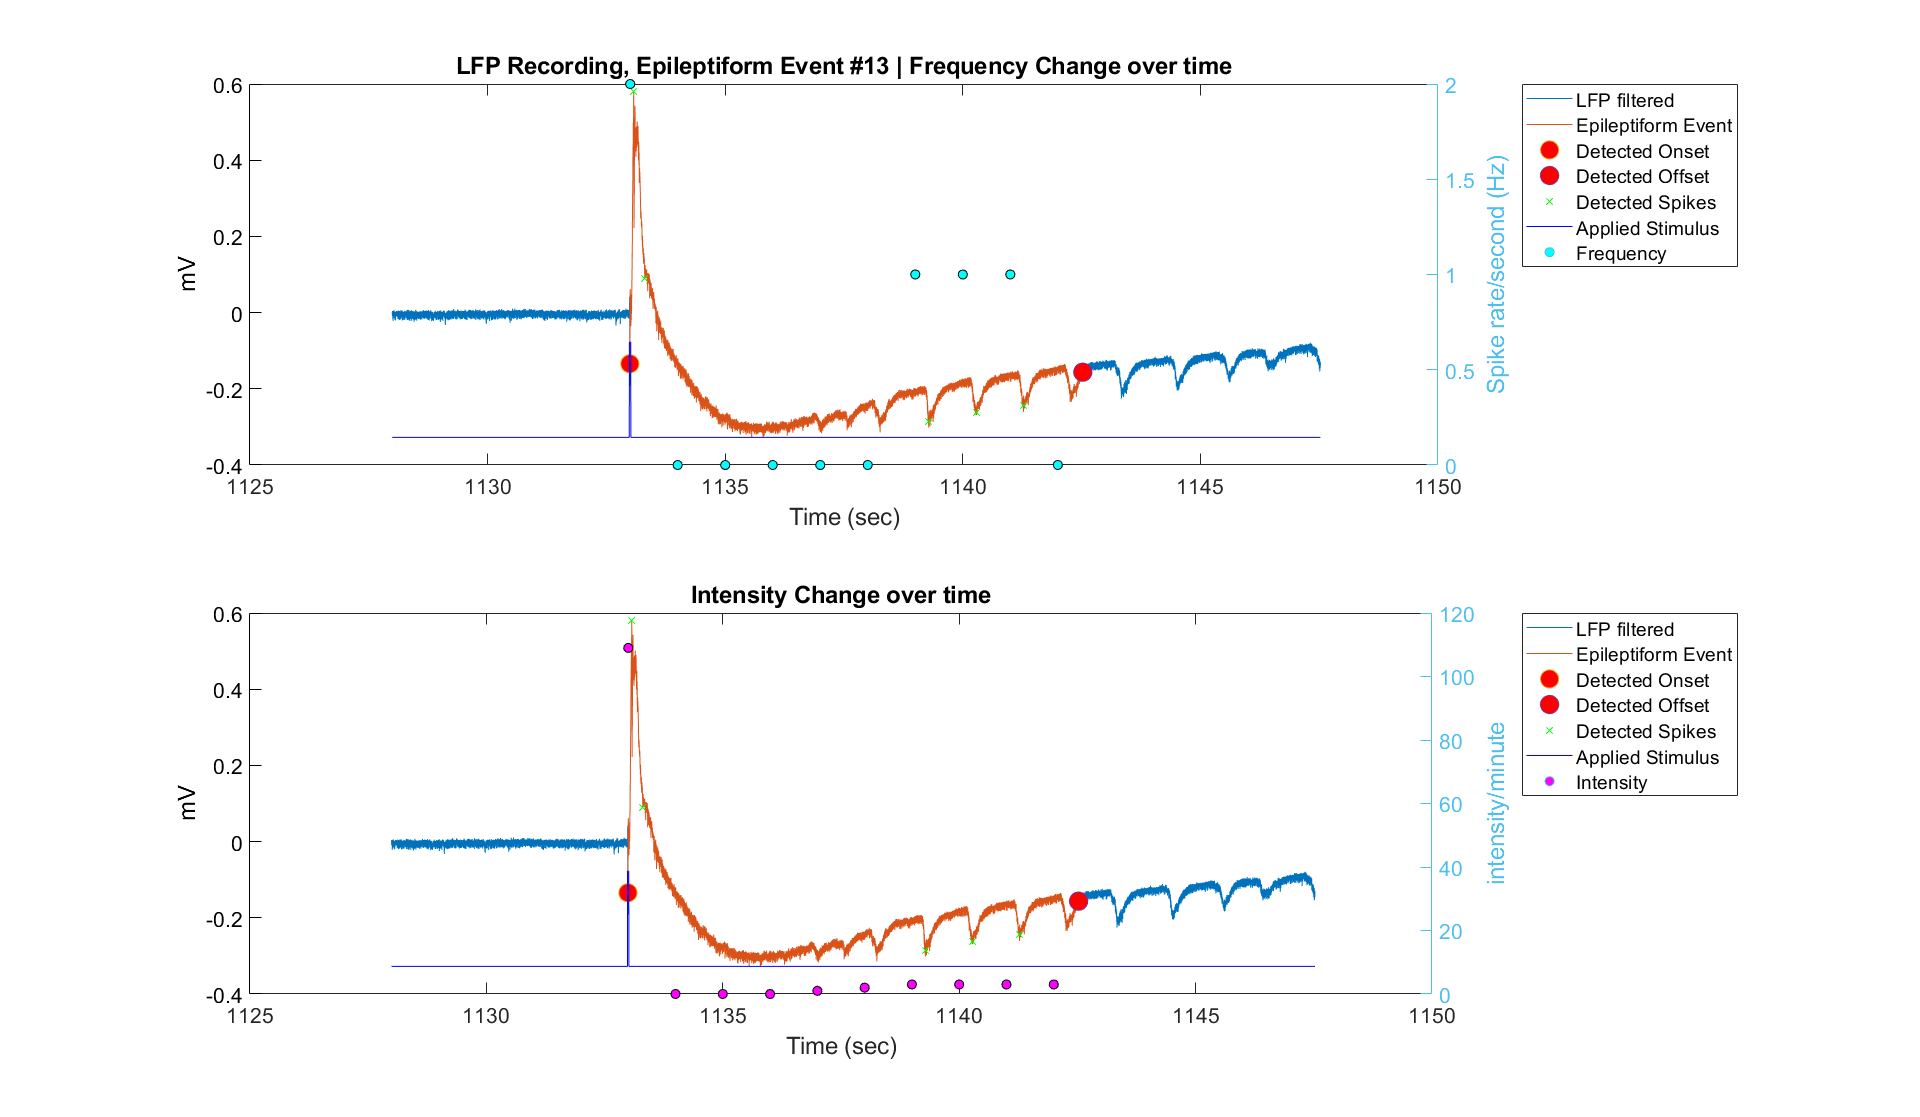 LFP Recording, Epileptiform Event #13 | Frequency Change over time
0.6
0.4
0.2
0
-0.2
-0.4
mV
1125
1130
1135
1140
1145
1150
Time (sec)
2
1.5
1
0.5
0
Spike rate/second (Hz)
LFP filtered
Epileptiform Event
Detected Onset
Detected Offset
Detected Spikes
Applied Stimulus
Frequency
Intensity Change over time
0.6
0.4
0.2
0
-0.2
-0.4
mV
1125
1130
1135
1140
1145
1150
Time (sec)
120
100
80
60
40
20
0
intensity/minute
LFP filtered
Epileptiform Event
Detected Onset
Detected Offset
Detected Spikes
Applied Stimulus
Intensity